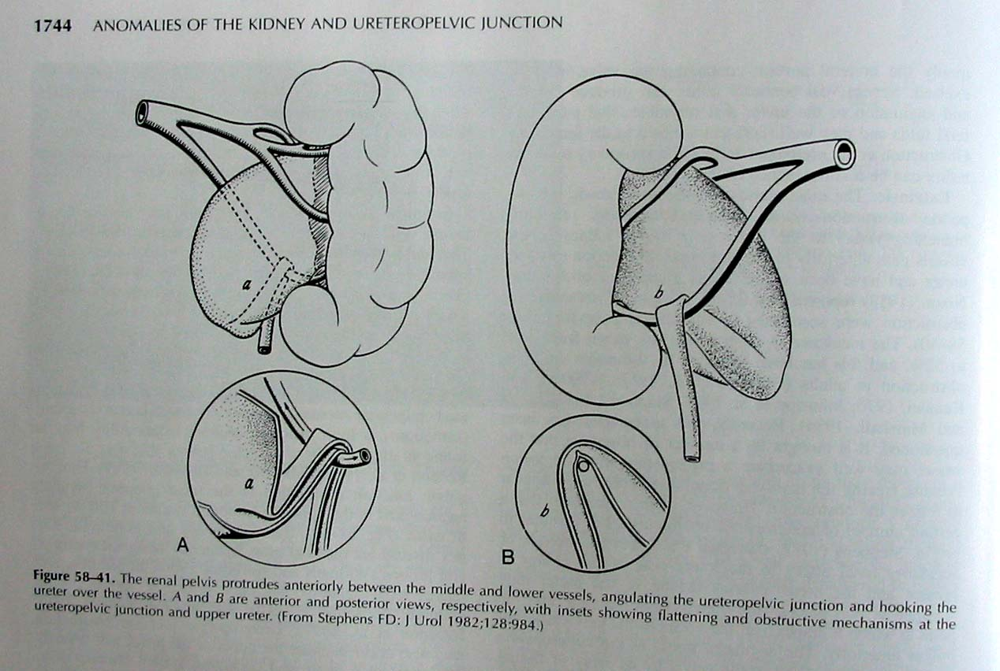 1744 ANOMALIES OF THE KIDNEY AND URETEROPELVIC JUNCTION
a
b
a
b
A
B
Figure 58–41. The renal pelvis protrudes anteriorly between the middle and lower vessels, angulating the ureteropelvic junction and hooking the
ureter over the vessel. A and B are anterior and posterior views, respectively, with insets showing flattening and obstructive mechanisms at the
ureteropelvic junction and upper ureter. (From Stephens FD: J Urol 1982;128:984.)